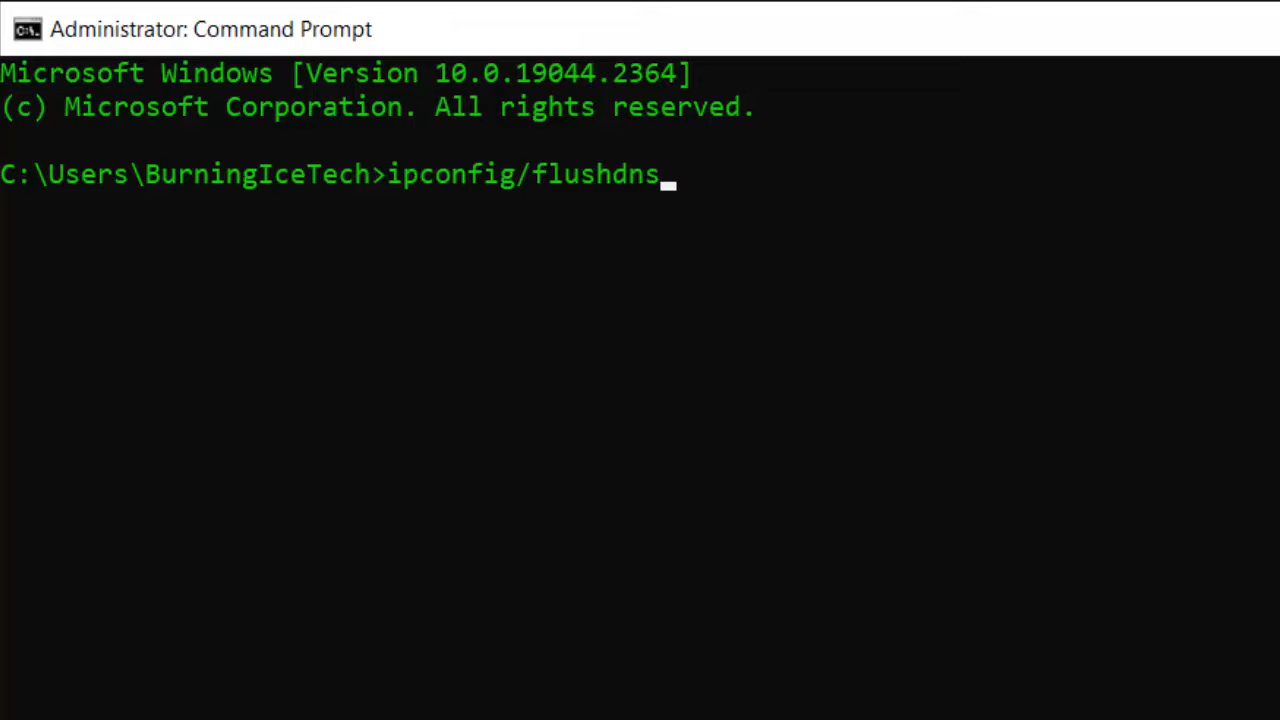 Administrator: Command Prompt
Microsoft Windows [Version 10.0.19044.2364]
(c) Microsoft Corporation. All rights reserved.
C:\Users\BurningIceTech>ipconfig/flushdns